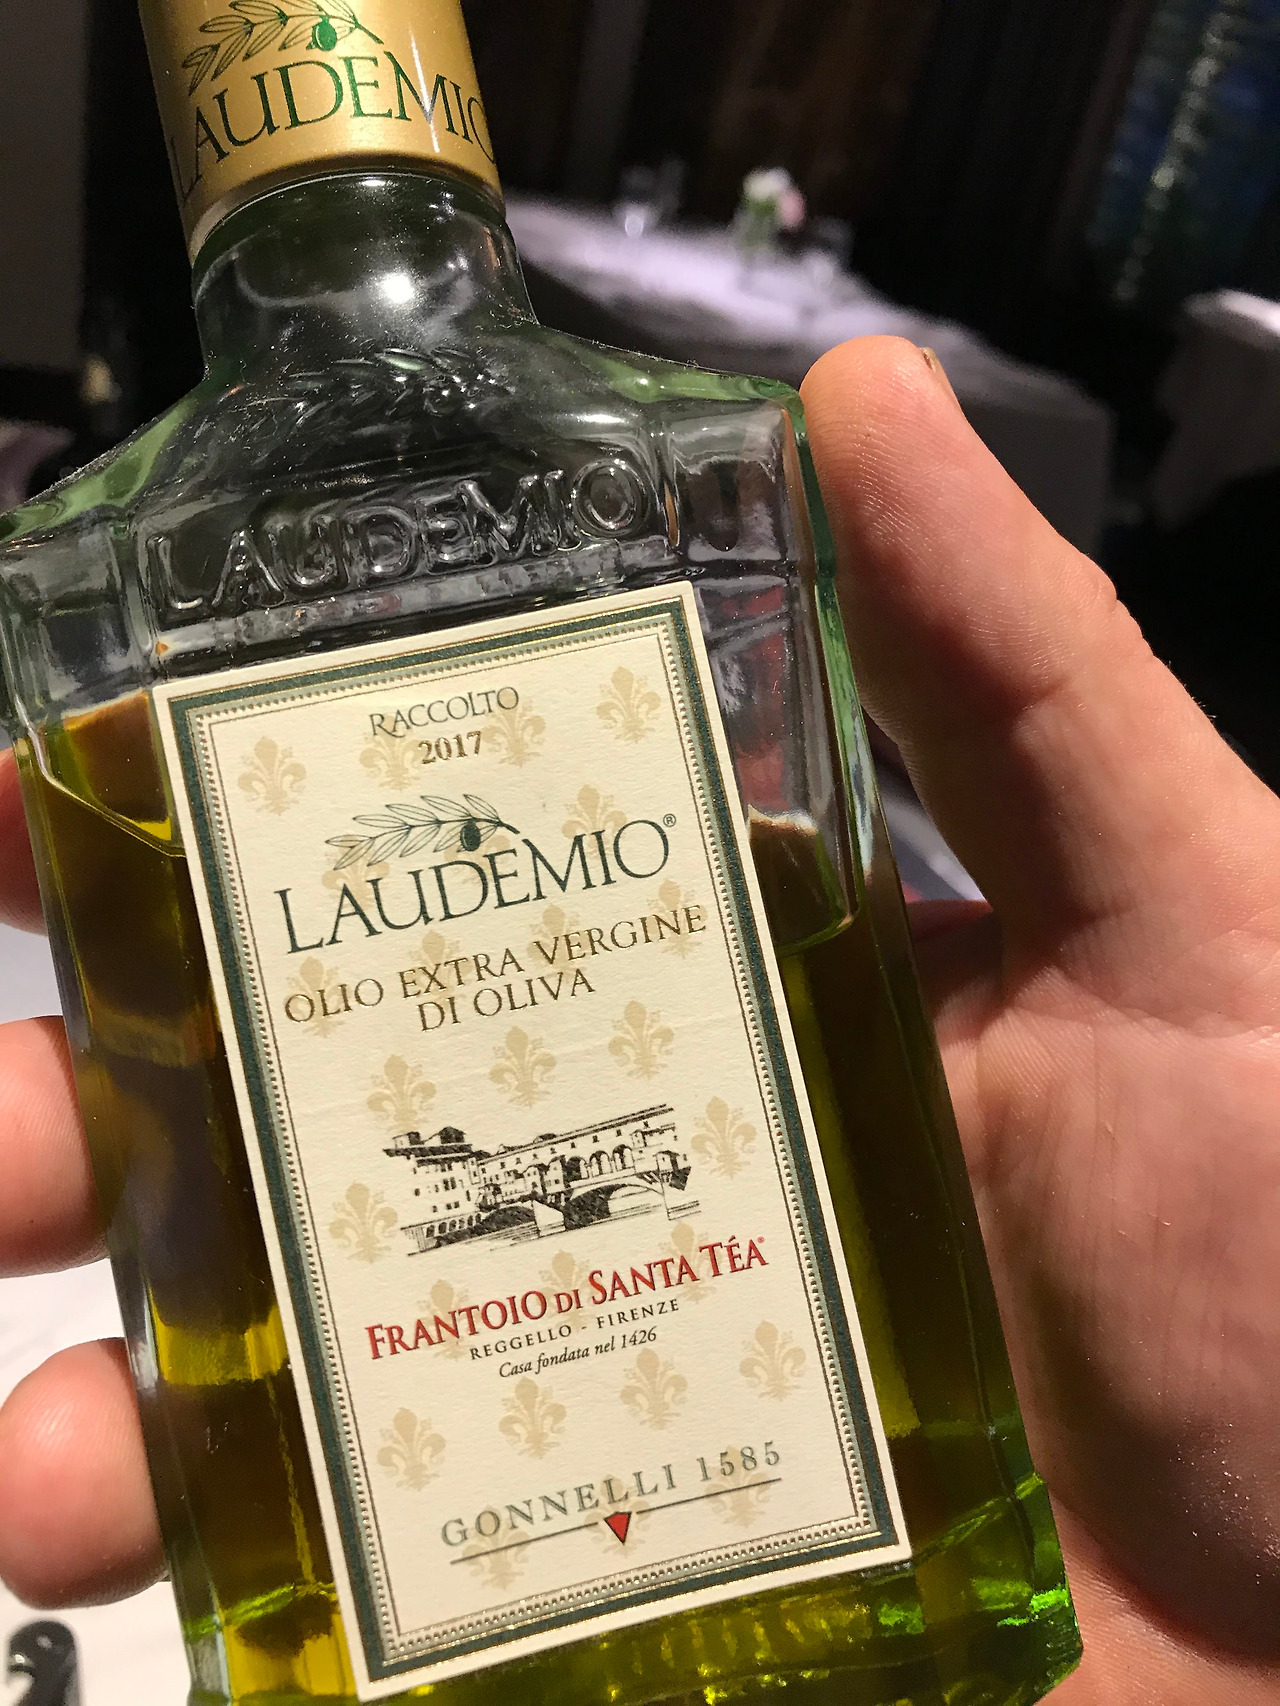 LAUDEMIO
LAUDEMIO
RACCOLTO
2017
LAUDEMIO®
OLIO EXTRA VERGINE
DI OLIVA
FRANTOIO DI SANTA TÉA®
REGGELLO - FIRENZE
Casa fondata nel 1426
GONNELLI 1585